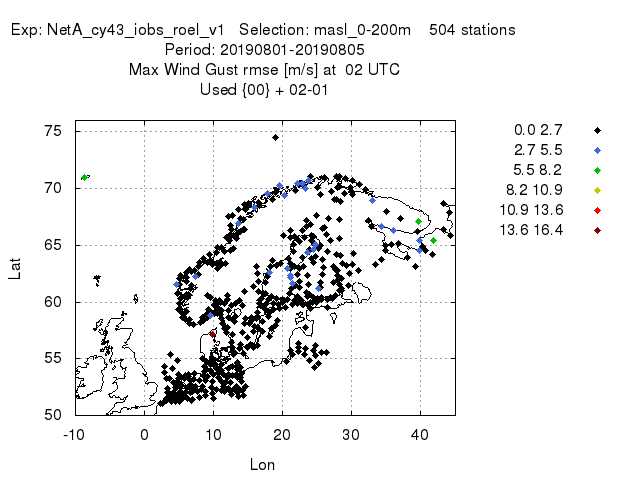 Exp: NetA_cy43_iobs_roel_v1 Selection: masl_0-200m 504 stations
Period: 20190801-20190805
Max Wind Gust rmse [m/s] at 02 UTC
Used {00} + 02-01
75
70
65
60
55
50
Lat
-10 0 10 20 30 40
Lon
0.0 2.7
2.7 5.5
5.5 8.2
8.2 10.9
10.9 13.6
13.6 16.4